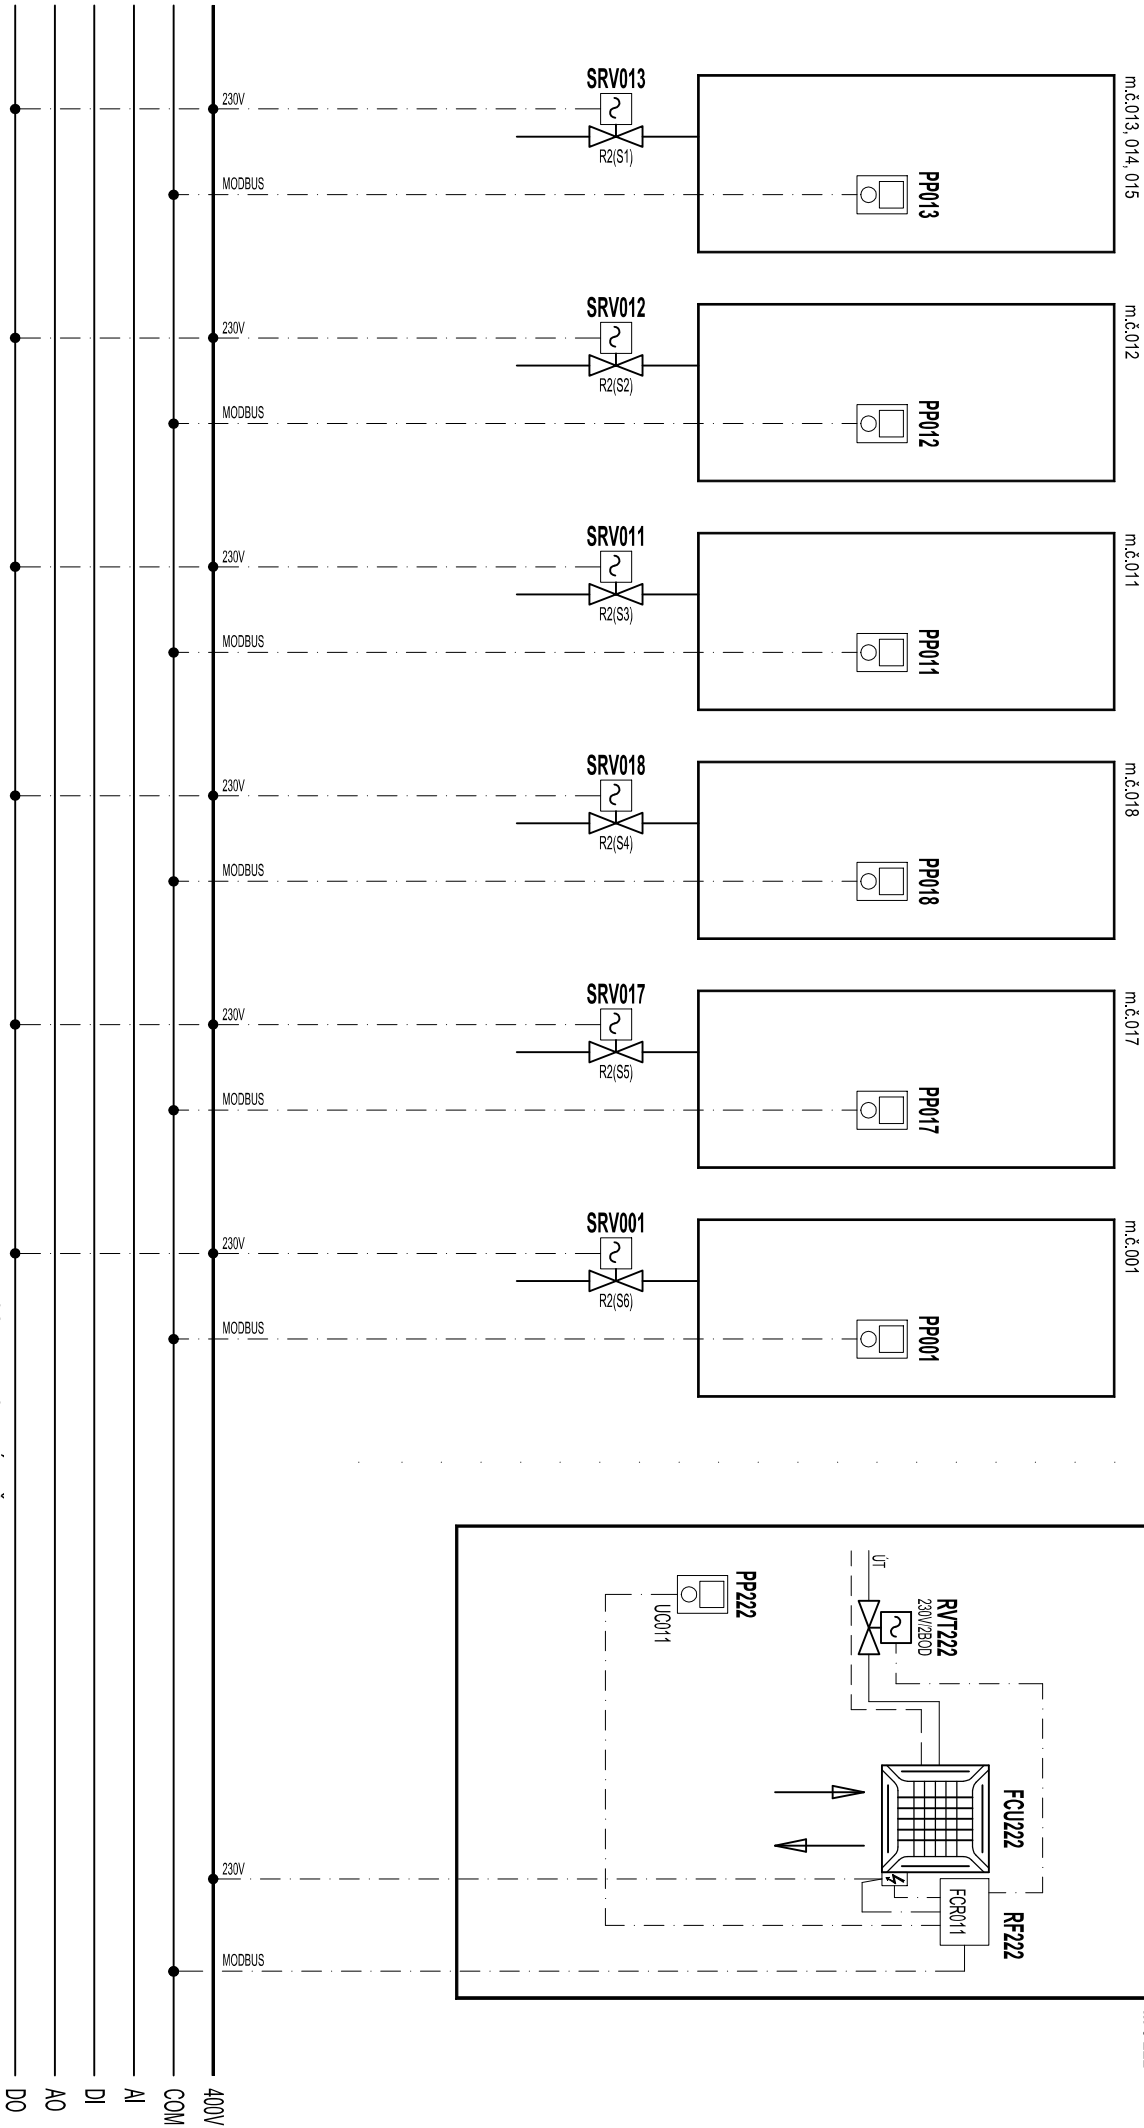 m.č.013, 014, 015
SRV013
230V
R2(S1)
PP013
MODBUS
m.č.012
SRV012
230V
R2(S2)
PP012
MODBUS
m.č.011
SRV011
230V
R2(S3)
PP011
MODBUS
m.č.018
SRV018
230V
R2(S4)
PP018
MODBUS
m.č.017
SRV017
230V
R2(S5)
PP017
MODBUS
m.č.001
SRV001
230V
R2(S6)
PP001
MODBUS
ÚT
RVT222
230V/2BOD
PP222
UC011
FCU222
FCR011
RF222
230V
MODBUS
400V
COM
AI
DI
AO
DO